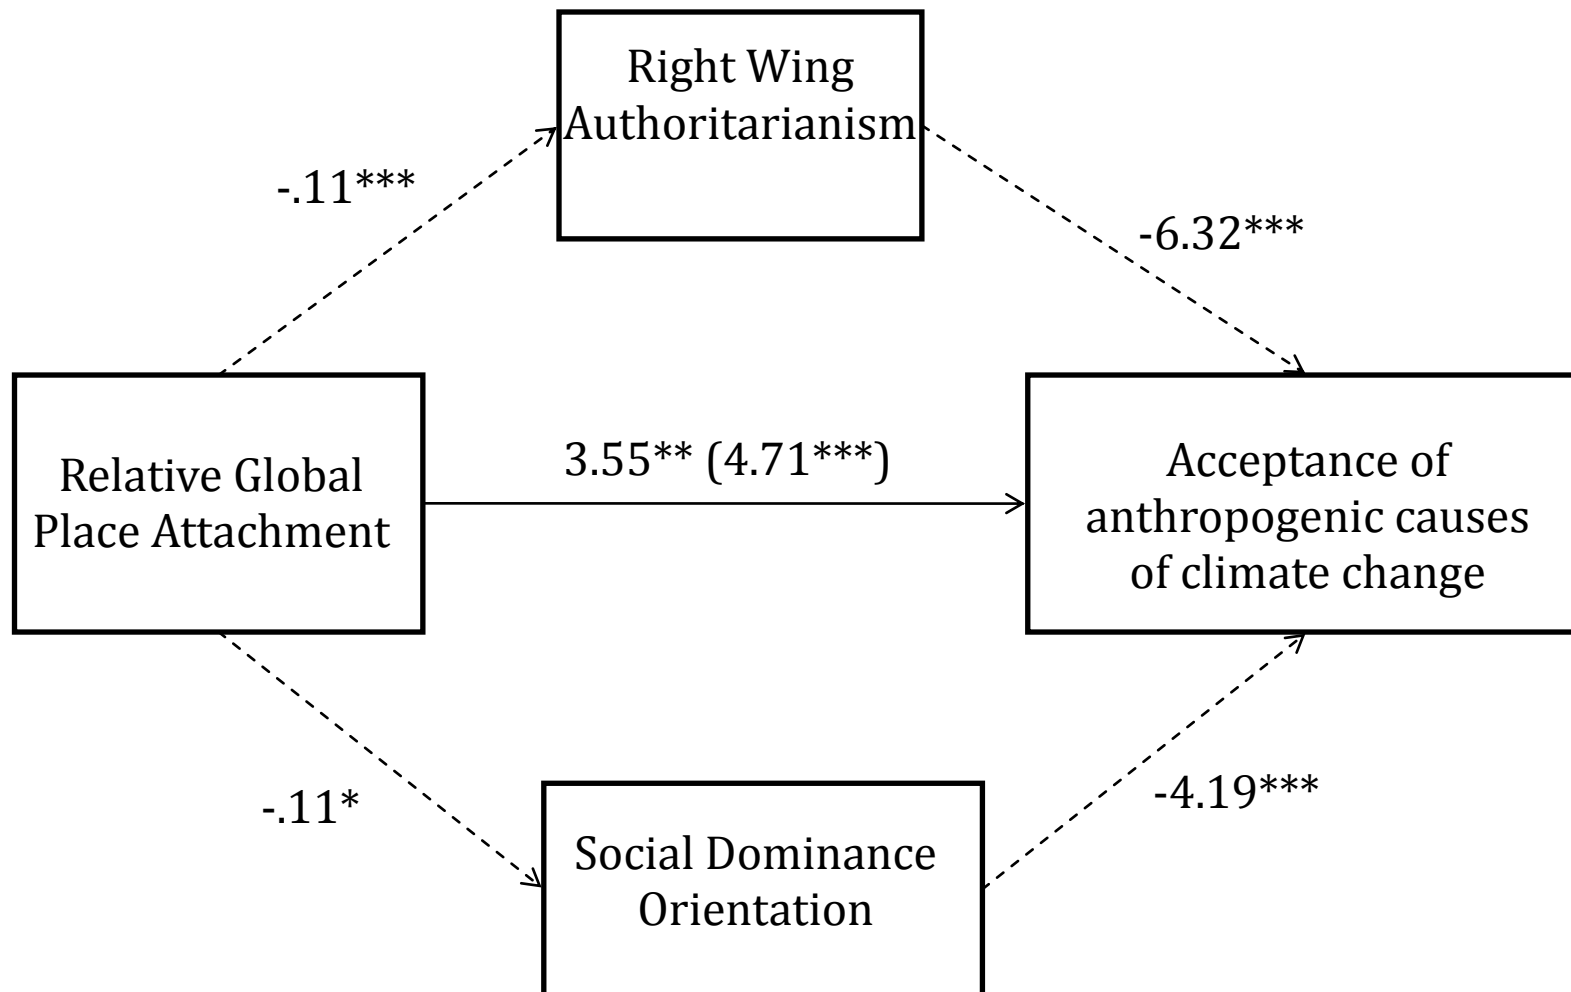 Right Wing
Authoritarianism
-.11***
-6.32***
Relative Global
Place Attachment
3.55** (4.71***)
Acceptance of
anthropogenic causes
of climate change
-.11*
-4.19***
Social Dominance
Orientation